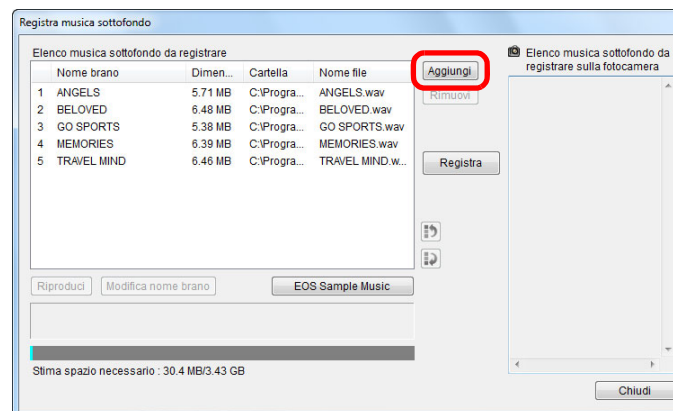 Registra musica sottofondo
Elenco musica sottofondo da registrare
Nome brano Dimen... Cartella Nome file
1 ANGELS 5.71 MB C:\Progra... ANGELS.wav
2 BELOVED 6.48 MB C:\Progra... BELOVED.wav
3 GO SPORTS 5.38 MB C:\Progra... GO SPORTS.wav
4 MEMORIES 6.39 MB C:\Progra... MEMORIES.wav
5 TRAVEL MIND 6.46 MB C:\Progra... TRAVEL MIND.w...
Aggiungi
Rimuovi
Registra
Riproduci
Modifica nome brano
EOS Sample Music
Stima spazio necessario : 30.4 MB/3.43 GB
Elenco musica sottofondo da
registrare sulla fotocamera
Chiudi